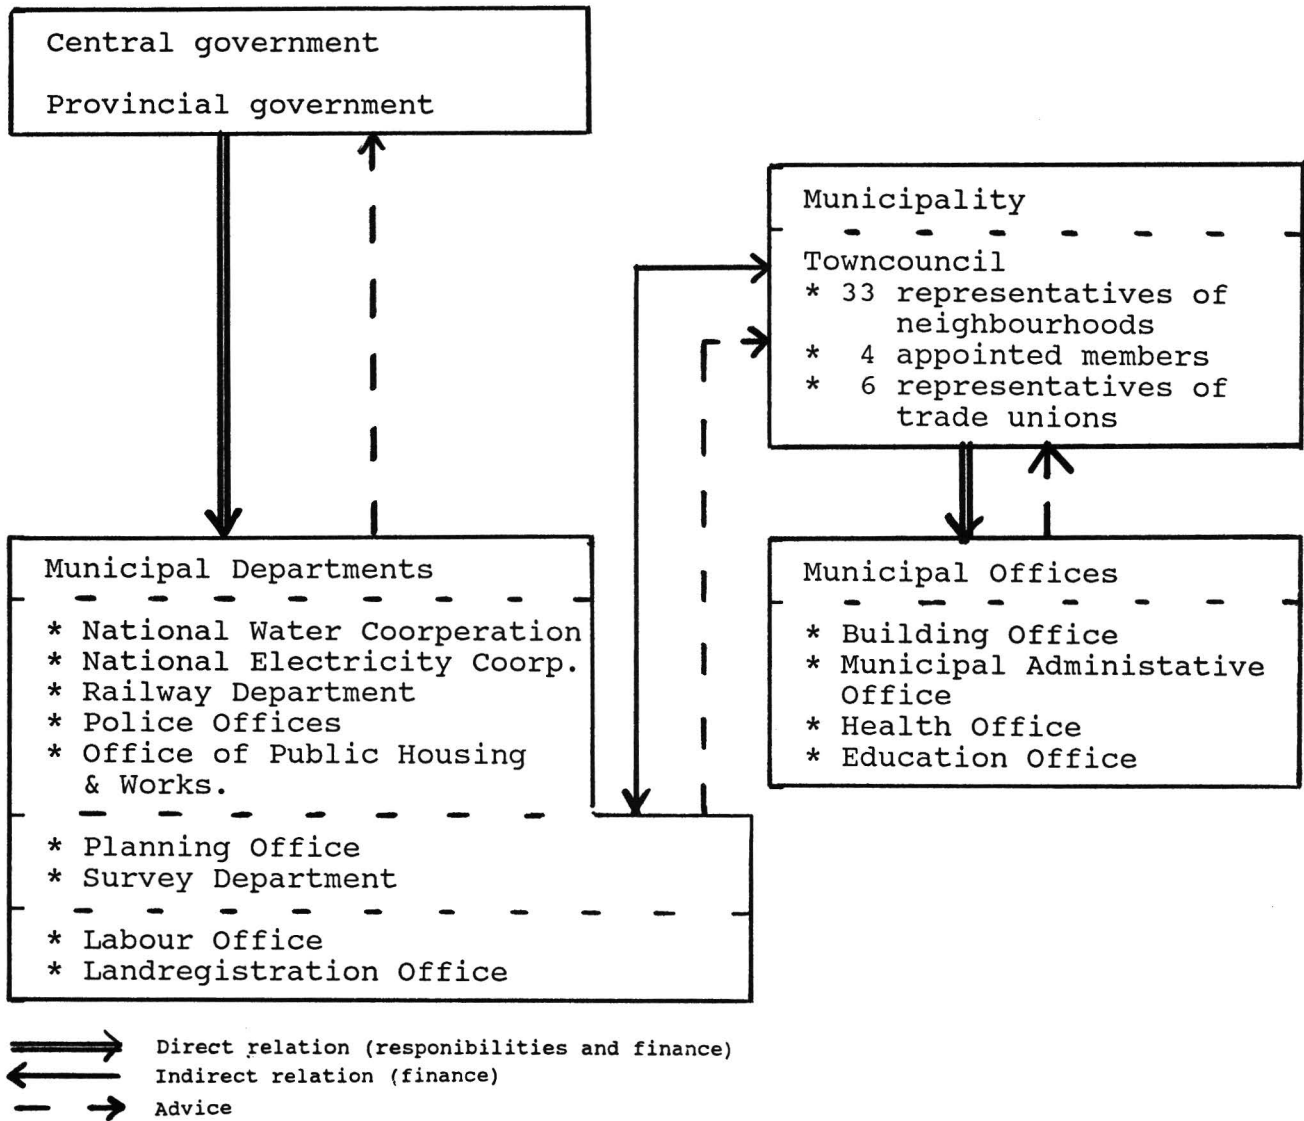 Central government
Provincial government
Municipality
Towncouncil
* 33 representatives of
neighbourhoods
* 4 appointed members
* 6 representatives of
trade unions
Municipal Departments
* National Water Coorperation
* National Electricity Coorp.
* Railway Department
* Police Offices
* Office of Public Housing
& Works.
* Planning Office
* Survey Department
* Labour Office
* Landregistration Office
Municipal Offices
* Building Office
* Municipal Administative
Office
* Health Office
* Education Office
Direct relation (responibilities and finance)
Indirect relation (finance)
Advice